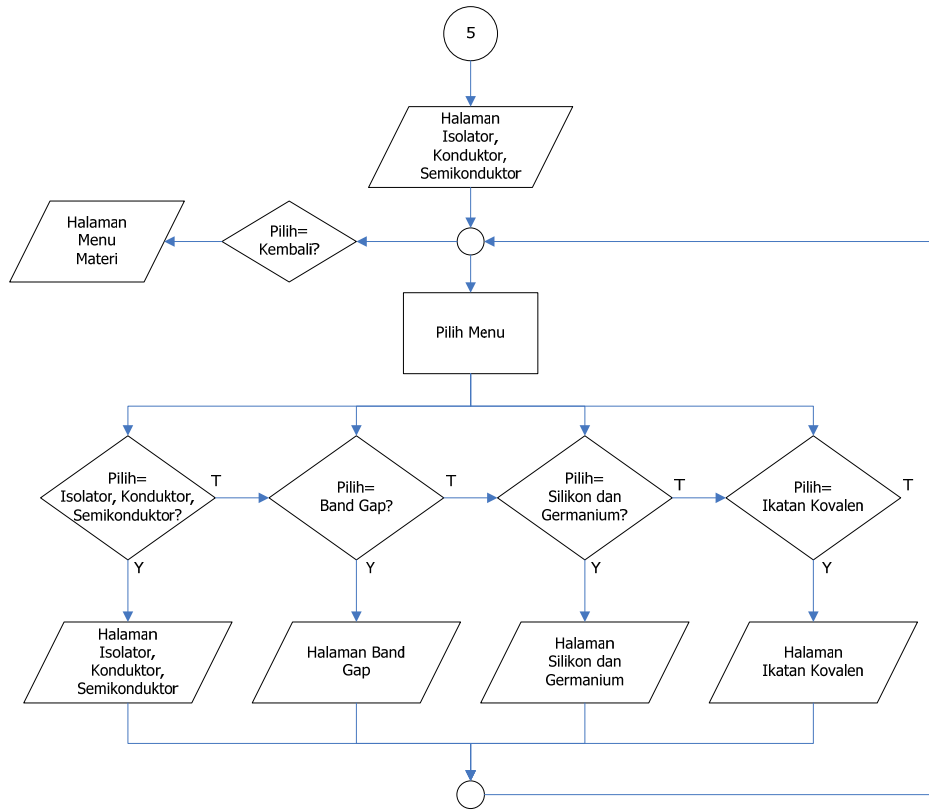 5
Halaman
Isolator,
Konduktor,
Semikonduktor
Halaman
Menu
Materi
Pilih=
Kembali?
Pilih Menu
Pilih=
Isolator, Konduktor,
Semikonduktor?
T
Pilih=
Band Gap?
T
Pilih=
Silikon dan
Germanium?
T
Pilih=
Ikatan Kovalen
T
Y
Y
Y
Y
Halaman
Isolator,
Konduktor,
Semikonduktor
Halaman Band
Gap
Halaman
Silikon dan
Germanium
Halaman
Ikatan Kovalen